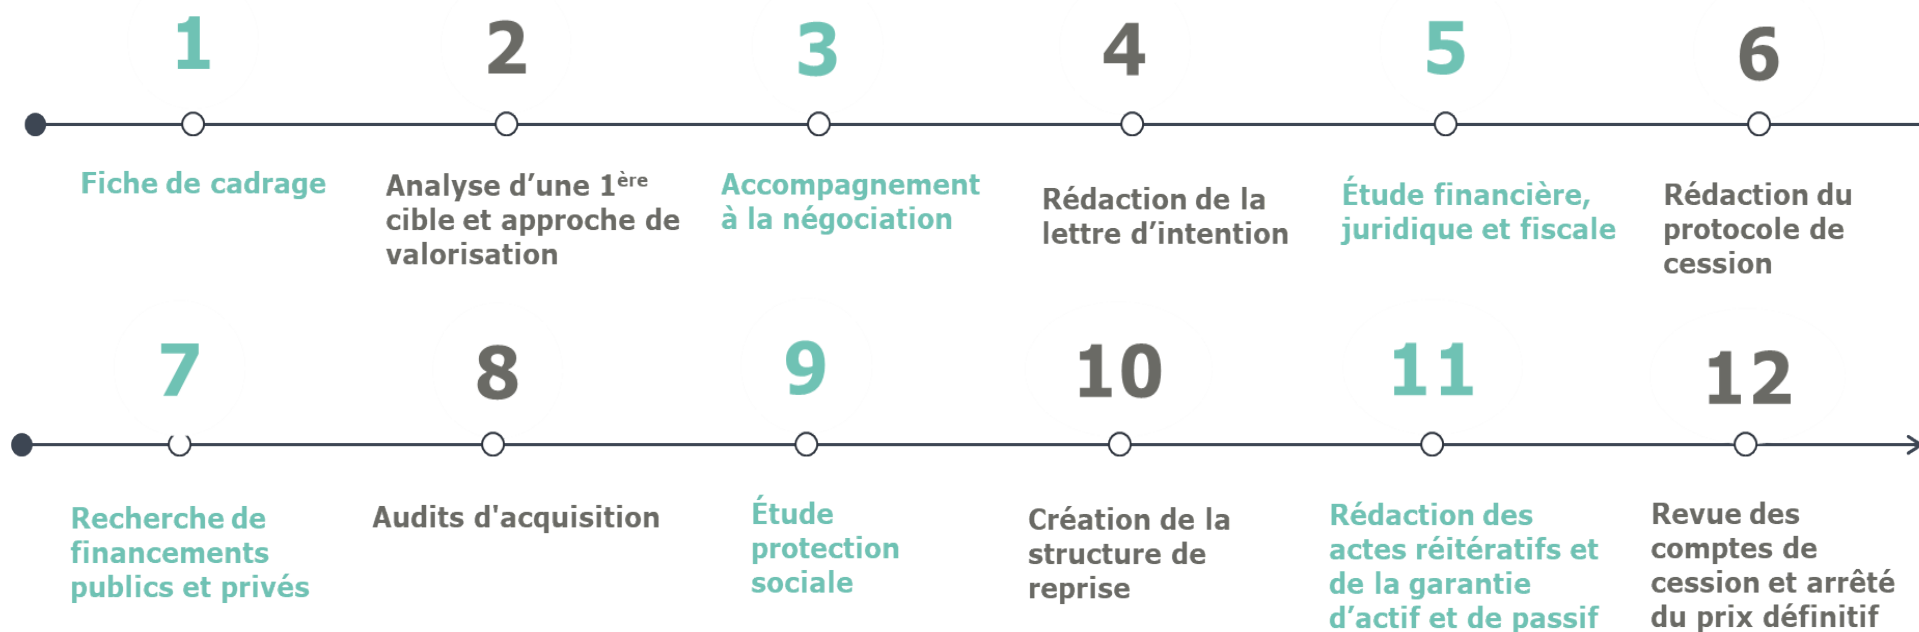 1
Fiche de cadrage
2
Analyse d’une 1ère
cible et approche de
valorisation
3
Accompagnement
à la négociation
4
Rédaction de la
lettre d’intention
5
Étude financière,
juridique et fiscale
6
Rédaction du
protocole de
cession
7
Recherche de
financements
publics et privés
8
Audits d'acquisition
9
Étude
protection
sociale
10
Création de la
structure de
reprise
11
Rédaction des
actes réitératifs et
de la garantie
d’actif et de passif
12
Revue des
comptes de
cession et arrêté
du prix définitif